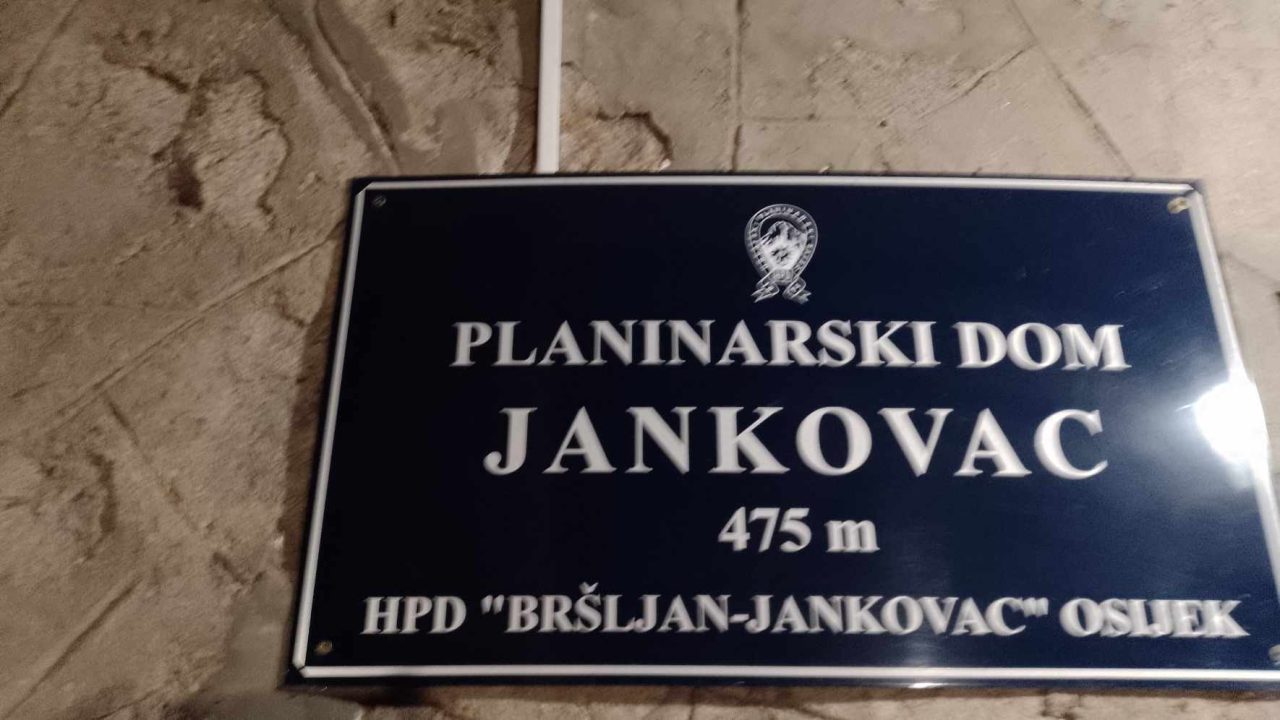 PLANINARSKI DOM
JANKOVAC
475 m
HPD "BRŠLJAN-JANKOVAC" OSIJEK